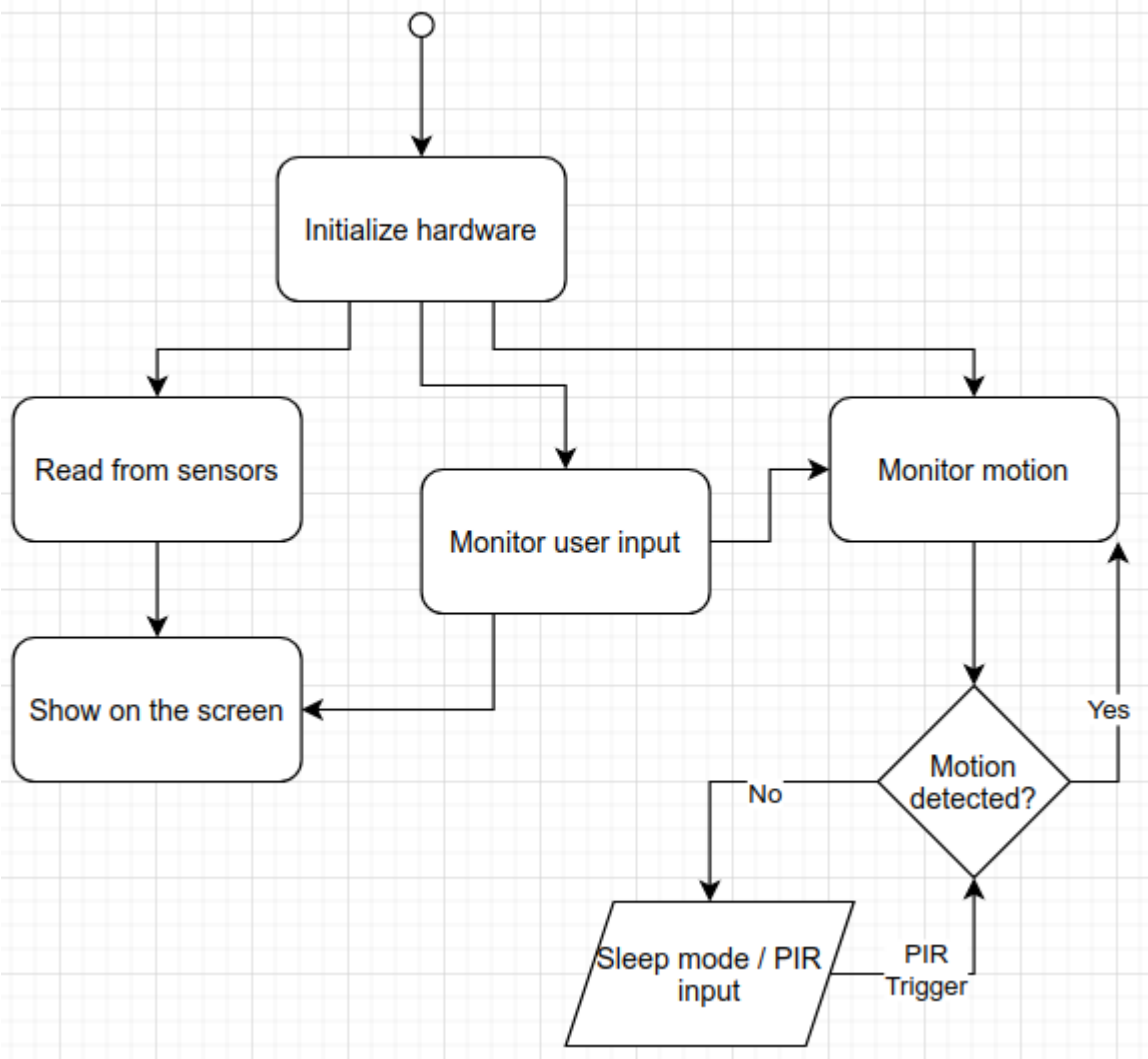 Initialize hardware
Read from sensors
Monitor motion
Monitor user input
Show on the screen
Yes
Motion
detected?
No
Sleep mode / PIR
input
PIR
Trigger